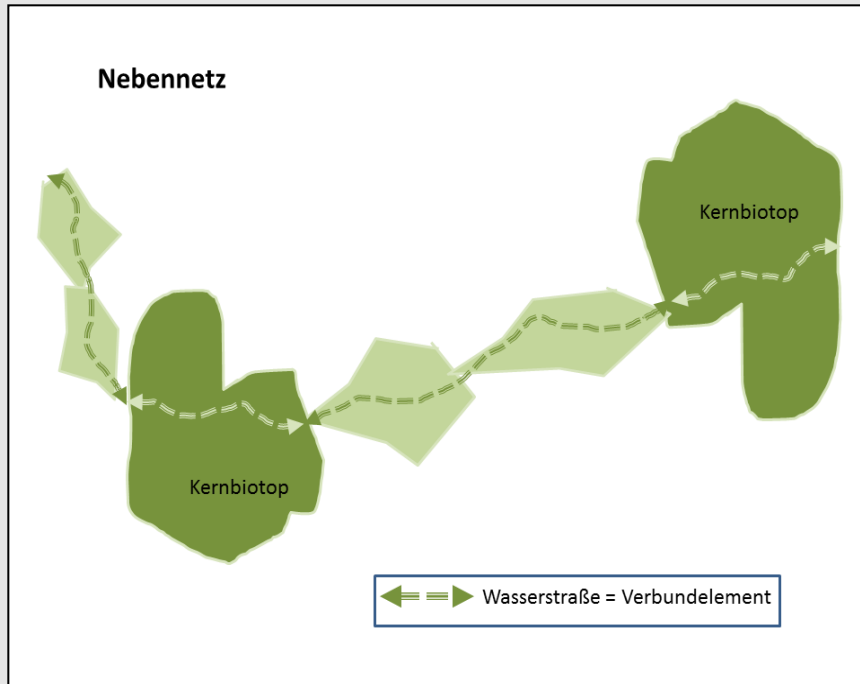 Nebennetz
Kernbiotop
Kernbiotop
Wasserstraße = Verbundelement